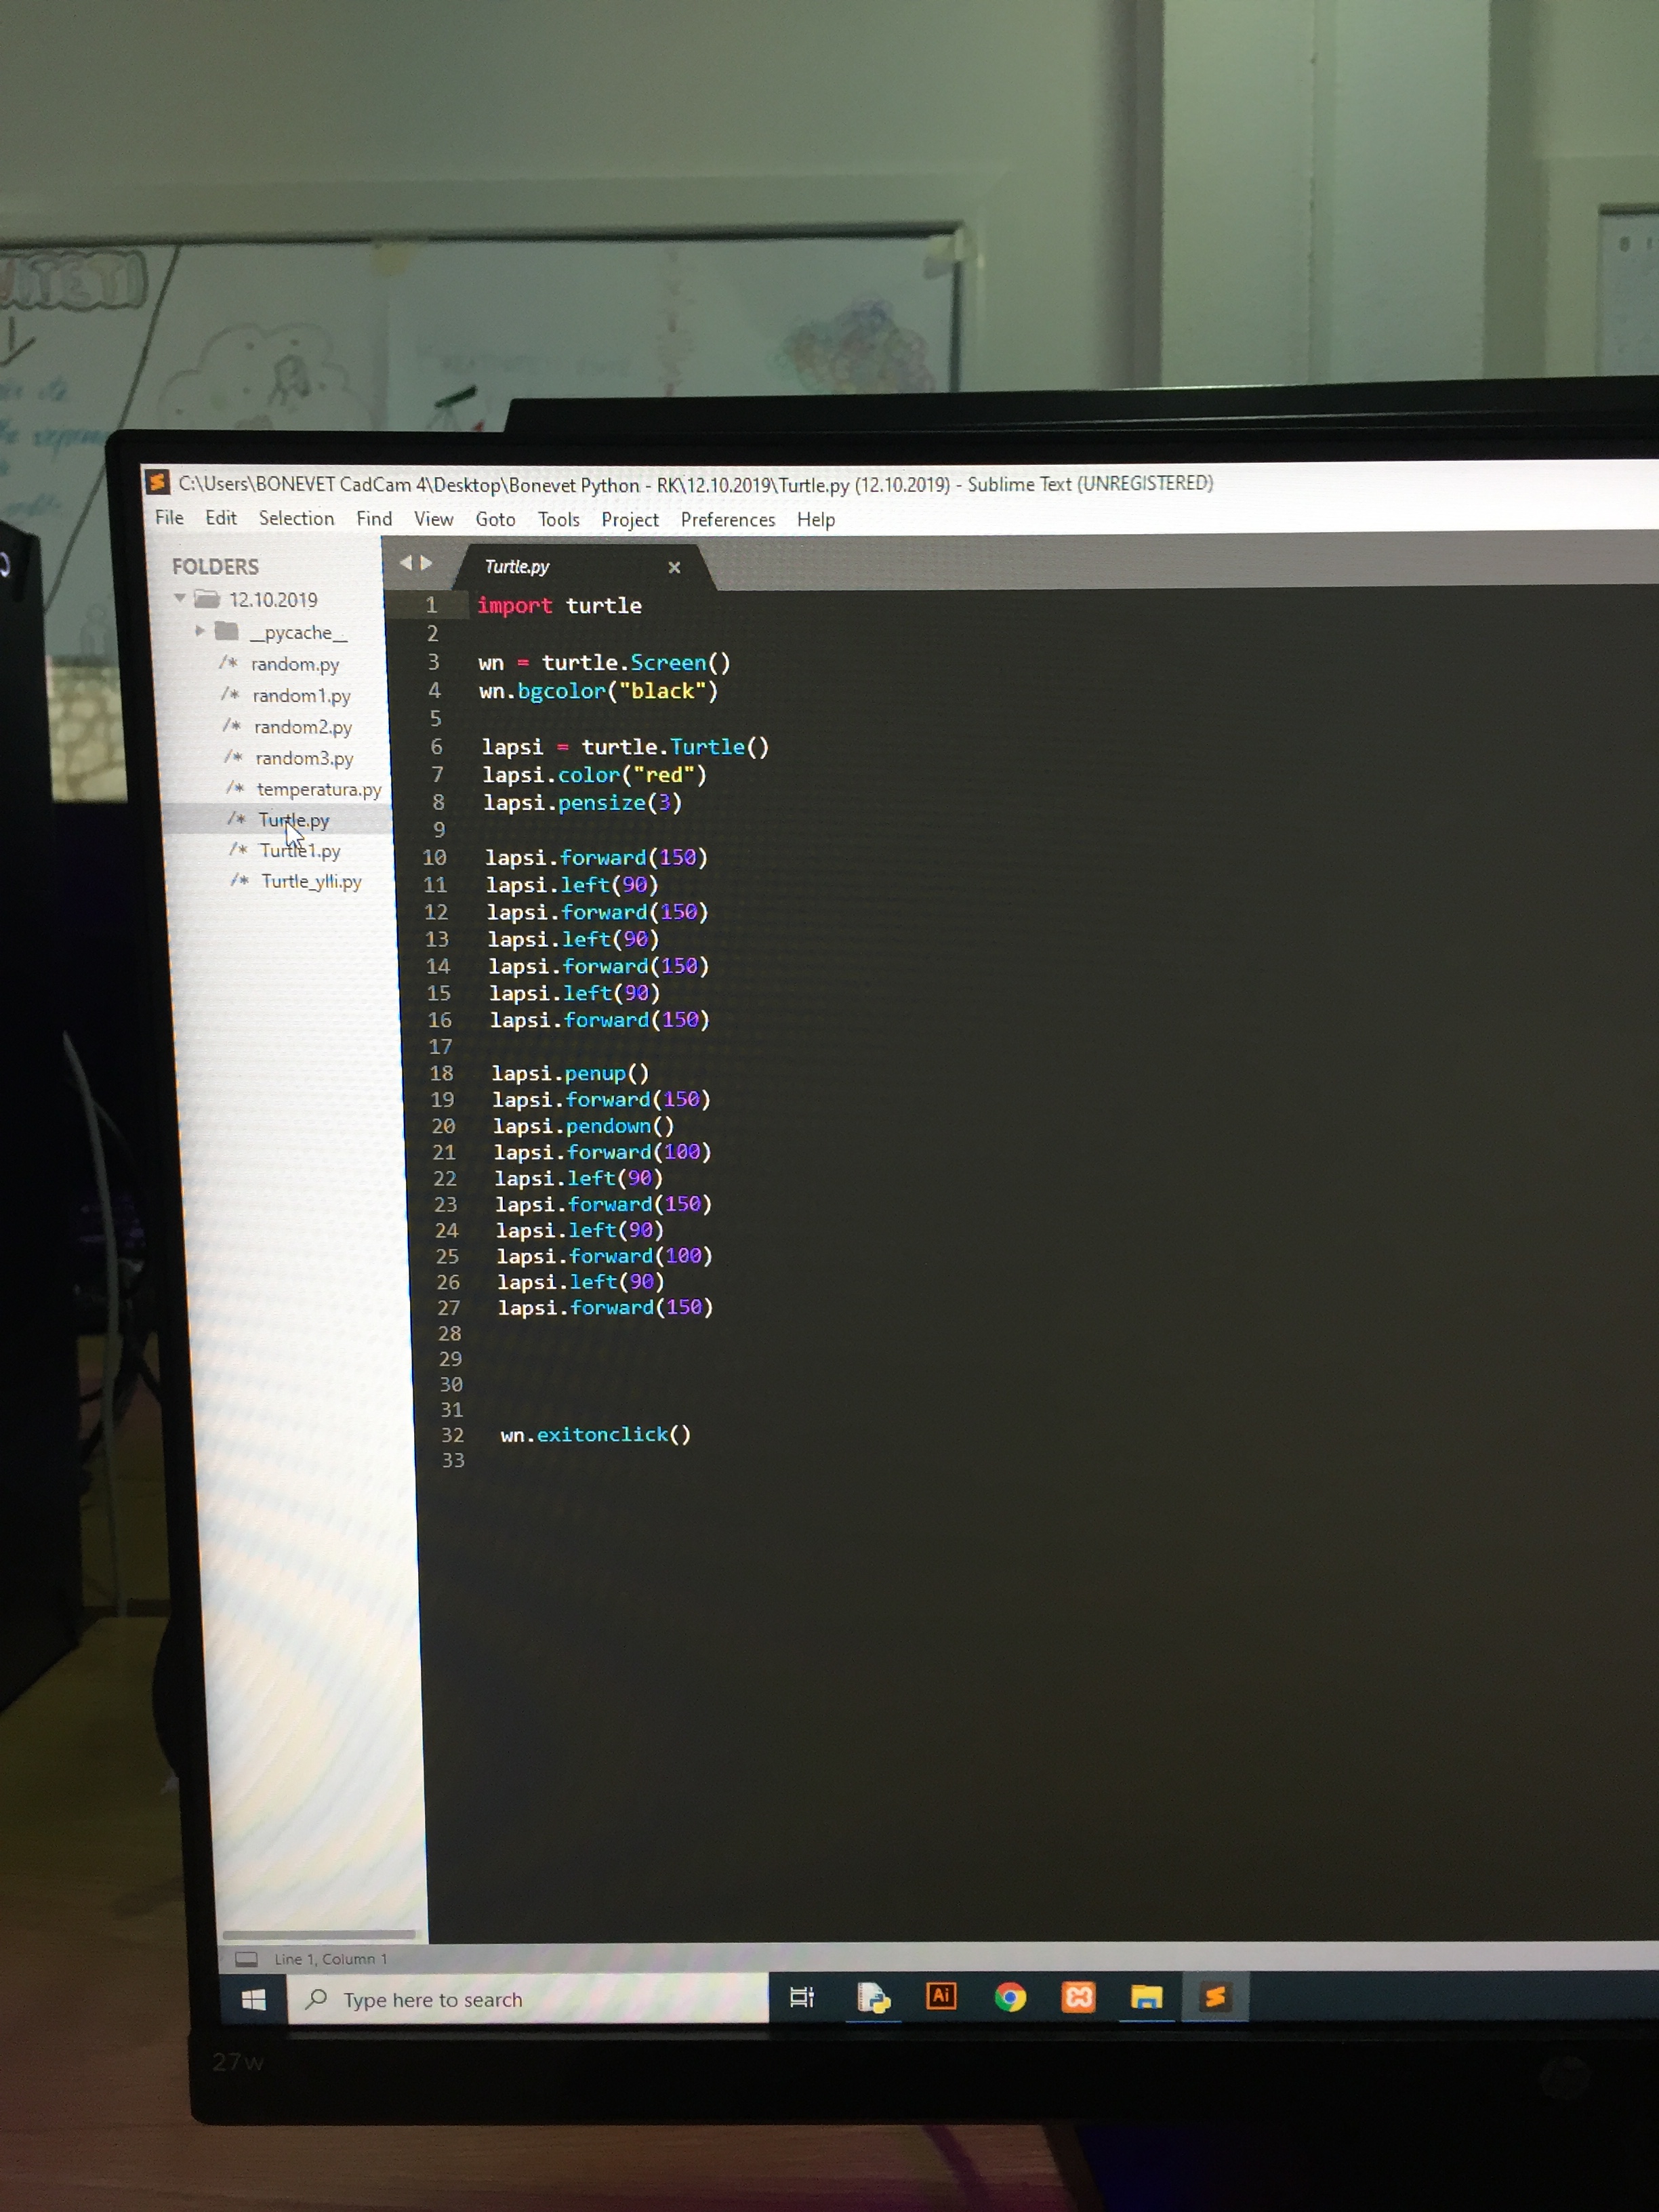 C:\Users\BONEVET CadCam 4\Desktop\Bonevet Python - RK\12.10.2019\Turtle.py (12.10.2019) - Sublime Text (UNREGISTERED)
File Edit Selection Find View Goto Tools Project Preferences Help
FOLDERS
12.10.2019
__pycache__
/* random.py
/* random1.py
/* random2.py
/* random3.py
/* temperatura.py
/* Turtle.py
/* Turtle1.py
/* Turtle_ylli.py
Turtle.py ×
1 import turtle
2
3 wn = turtle.Screen()
4 wn.bgcolor("black")
5
6 lapsi = turtle.Turtle()
7 lapsi.color("red")
8 lapsi.pensize(3)
9
10 lapsi.forward(150)
11 lapsi.left(90)
12 lapsi.forward(150)
13 lapsi.left(90)
14 lapsi.forward(150)
15 lapsi.left(90)
16 lapsi.forward(150)
17
18 lapsi.penup()
19 lapsi.forward(150)
20 lapsi.pendown()
21 lapsi.forward(100)
22 lapsi.left(90)
23 lapsi.forward(150)
24 lapsi.left(90)
25 lapsi.forward(100)
26 lapsi.left(90)
27 lapsi.forward(150)
28
29
30
31
32 wn.exitonclick()
33
Line 1, Column 1
Type here to search
Ai
27w